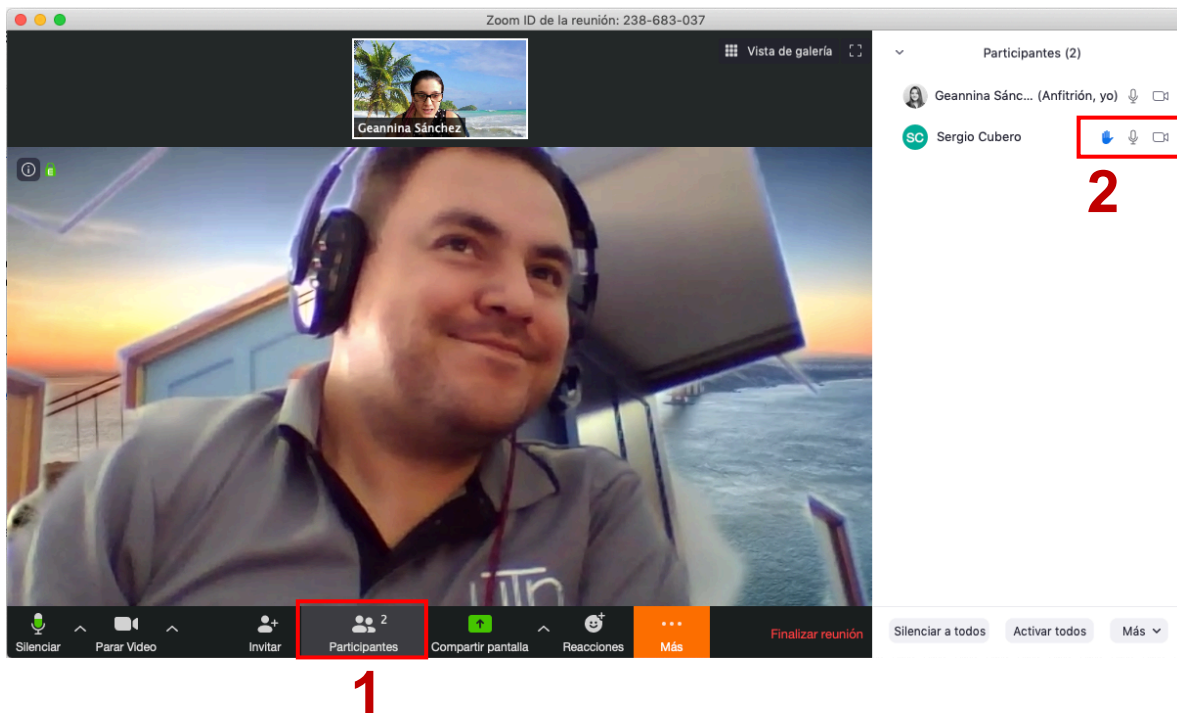 Zoom ID de la reunión: 238-683-037
Vista de galería
Geannina Sánchez
Participantes (2)
Geannina Sánc... (Anfitrión, yo)
SC Sergio Cubero
2
UTN
Silenciar
Parar Video
Invitar
2
Participantes
Compartir pantalla
Reacciones
Más
Finalizar reunión
Silenciar a todos
Activar todos
Más
1